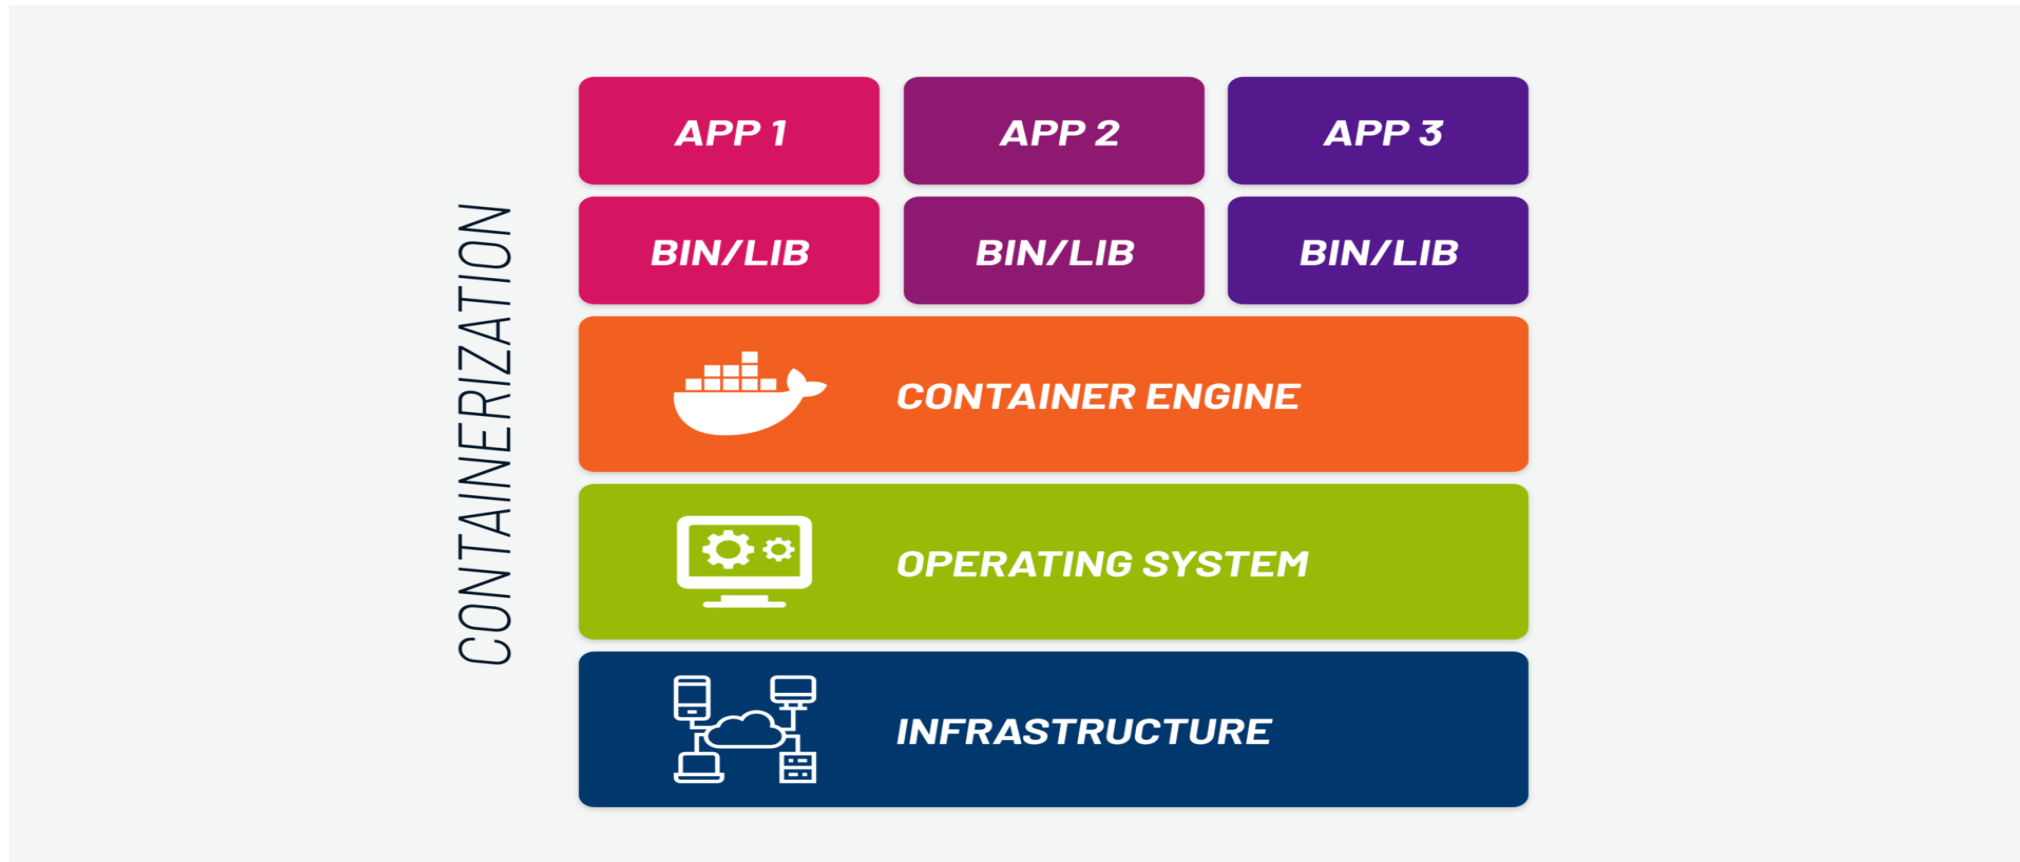 CONTAINERIZATION
APP 1
APP 2
APP 3
BIN/LIB
BIN/LIB
BIN/LIB
CONTAINER ENGINE
OPERATING SYSTEM
INFRASTRUCTURE